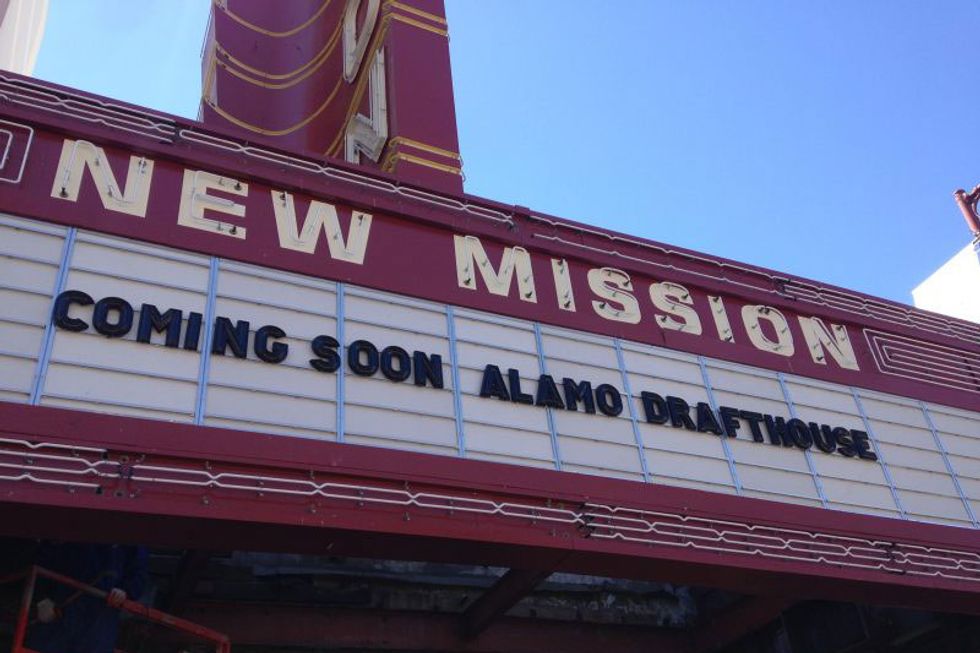 NEW MISSION
COMING SOON ALAMO DRAFTHOUSE